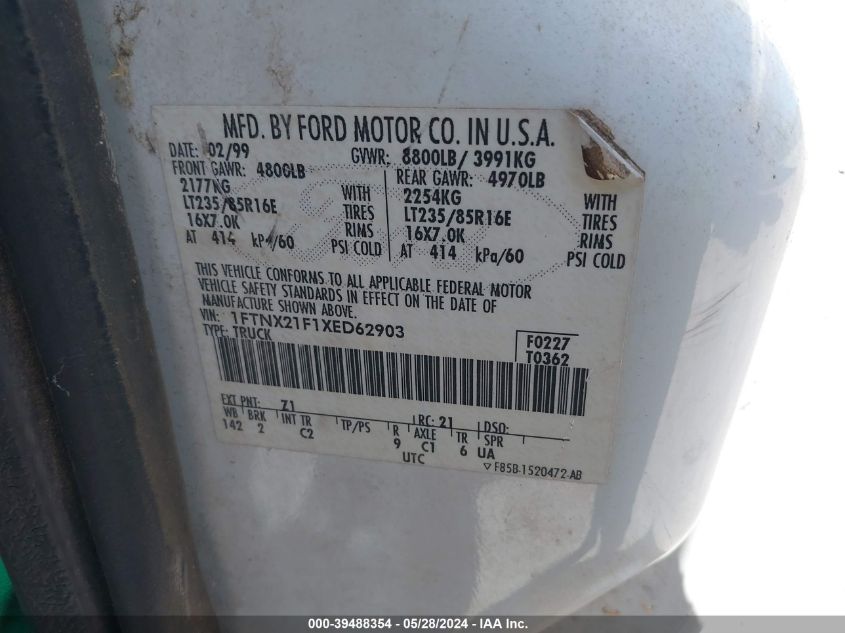 MFD. BY FORD MOTOR CO. IN U.S.A.
DATE: 02/99 GVWR: 8800LB/ 3991KG
FRONT GAWR: 4800LB REAR GAWR: 4970LB
2177KG WITH 2254KG WITH
LT235/85R16E TIRES LT235/85R16E TIRES
16X7.0K RIMS 16X7.0K RIMS
AT 414 kPa/60 PSI COLD AT 414 kPa/60 PSI COLD
THIS VEHICLE CONFORMS TO ALL APPLICABLE FEDERAL MOTOR
VEHICLE SAFETY STANDARDS IN EFFECT ON THE DATE OF
MANUFACTURE SHOWN ABOVE.
VIN: 1FTNX21F1XED62903
TYPE: TRUCK
F0227
T0362
EXT PNT: Z1 RC: 21 DSO:
WB BRK INT TR TP/PS R AXLE TR SPR
142 2 C2 9 C1 6 UA
UTC
▽F85B-1520472-AB
000-39488354 - 05/28/2024 - IAA Inc.